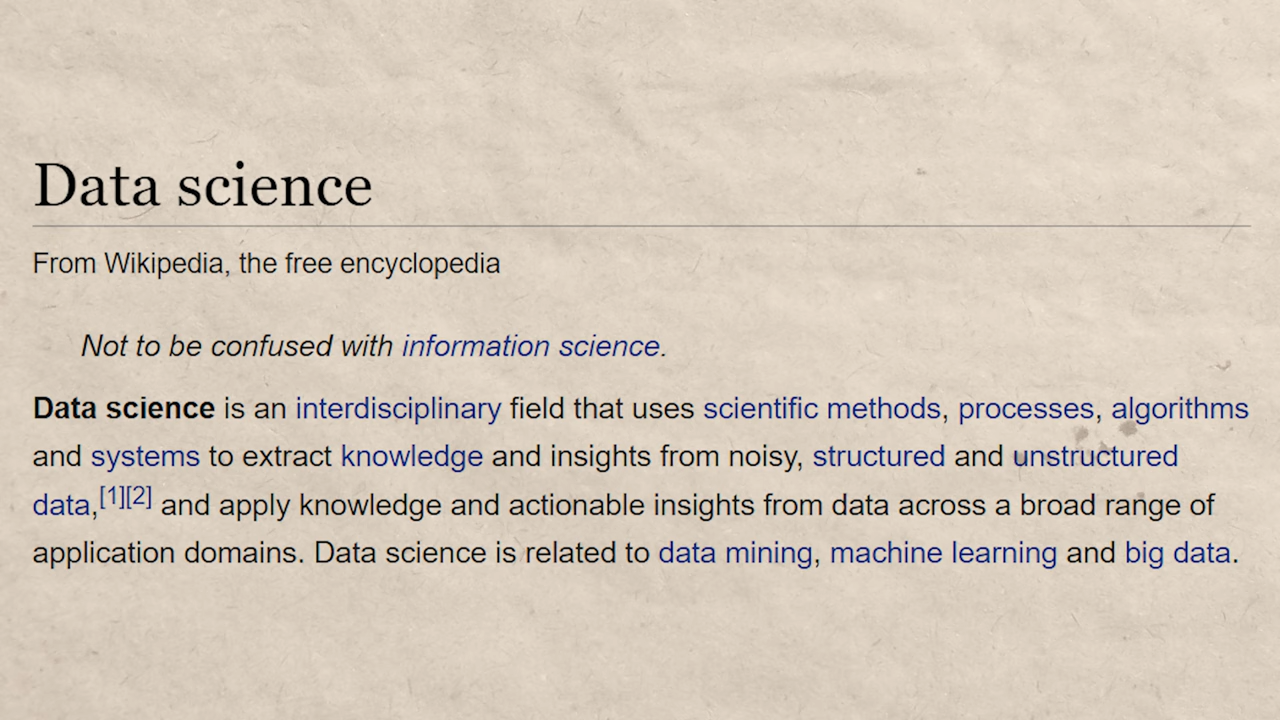 Data science
From Wikipedia, the free encyclopedia
Not to be confused with information science.
Data science is an interdisciplinary field that uses scientific methods, processes, algorithms
and systems to extract knowledge and insights from noisy, structured and unstructured
data,[1][2] and apply knowledge and actionable insights from data across a broad range of
application domains. Data science is related to data mining, machine learning and big data.